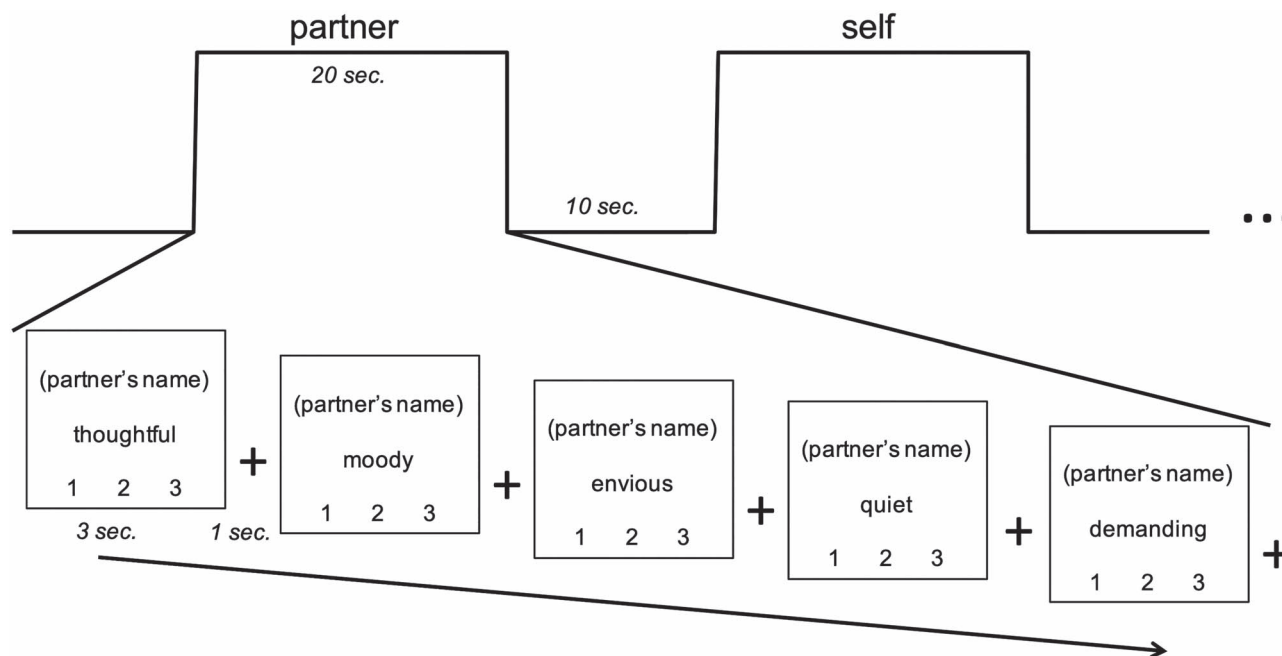 partner
self
20 sec.
10 sec.
...
(partner’s name)
thoughtful
1 2 3
3 sec.
+
1 sec.
(partner’s name)
moody
1 2 3
+
(partner’s name)
envious
1 2 3
+
(partner’s name)
quiet
1 2 3
+
(partner’s name)
demanding
1 2 3
+